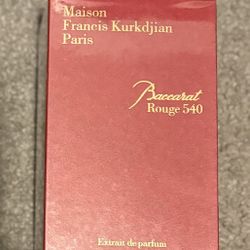 Maison
Francis Kurkdjian
Paris
Baccarat
Rouge 540
Extrait de parfum